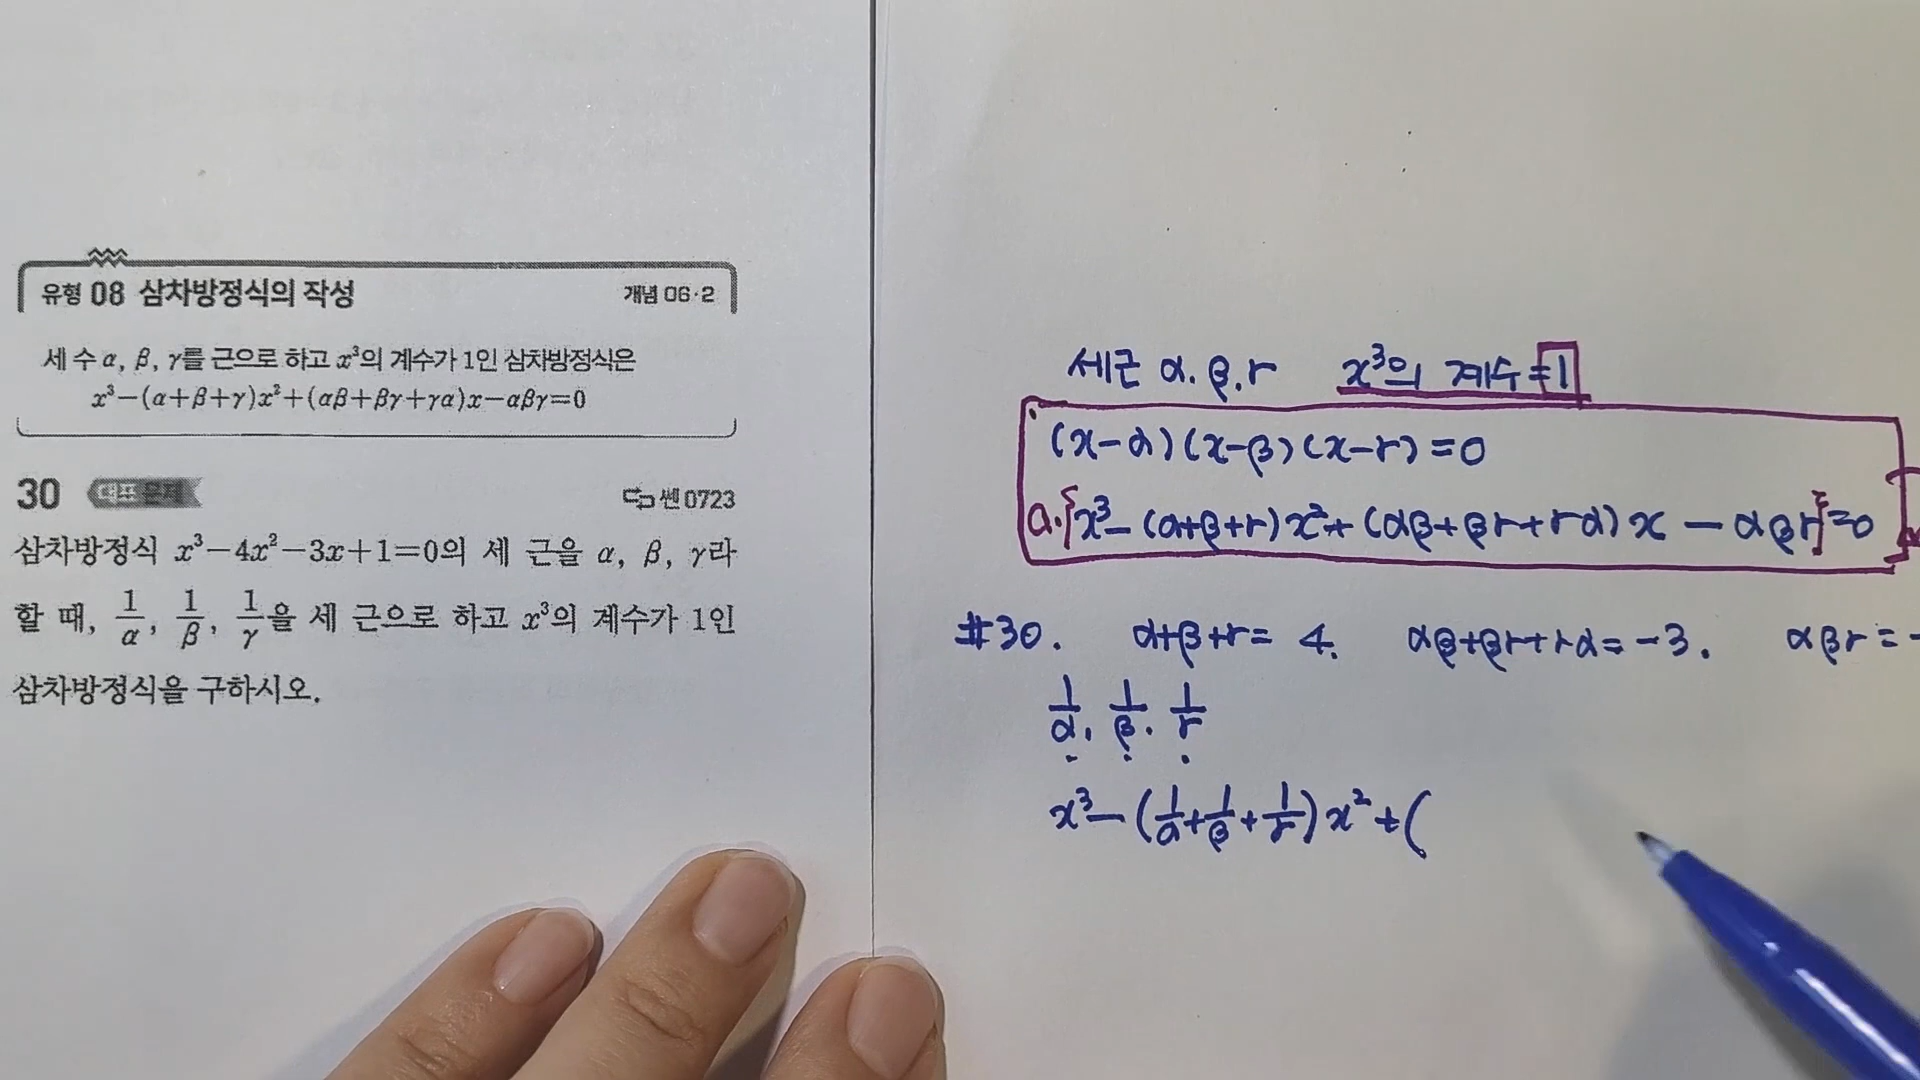 유형 08 삼차방정식의 작성 개념 06·2
세 수 α, β, γ를 근으로 하고 x³의 계수가 1인 삼차방정식은
x³-(α+β+γ)x²+(αβ+βγ+γα)x-αβγ=0
30 대표 문제 쎈 0723
삼차방정식 x³-4x²-3x+1=0의 세 근을 α, β, γ라
할 때, 1/α, 1/β, 1/γ을 세 근으로 하고 x³의 계수가 1인
삼차방정식을 구하시오.
세근 α. β. r x³의 계수=1
(x-α)(x-β)(x-r)=0
a.{x³-(α+β+r)x²+(αβ+βr+rα)x-αβr}=0
#30. α+β+r= 4. αβ+βr+rα=-3. αβr=-
1/α. 1/β. 1/r
x³-(1/α+1/β+1/r)x²+(